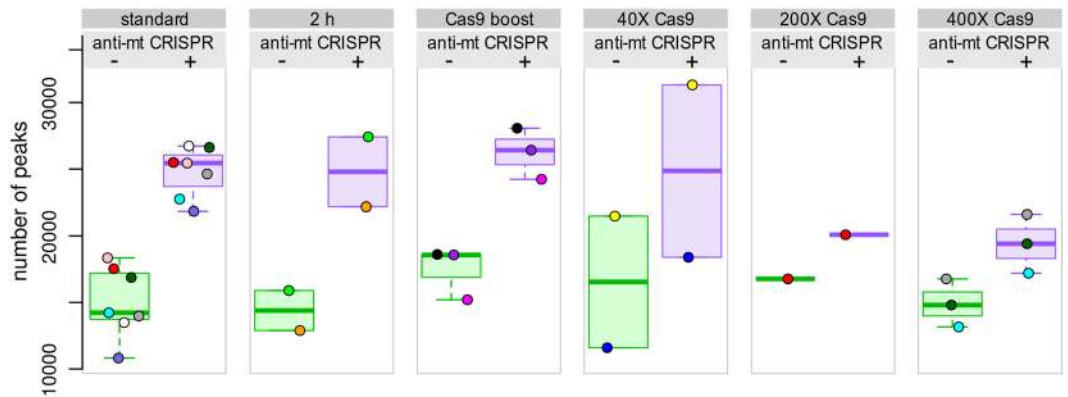 standard 2 h Cas9 boost 40X Cas9 200X Cas9 400X Cas9
anti-mt CRISPR anti-mt CRISPR anti-mt CRISPR anti-mt CRISPR anti-mt CRISPR anti-mt CRISPR
- + - + - + - + - + - +
number of peaks
30000
20000
10000